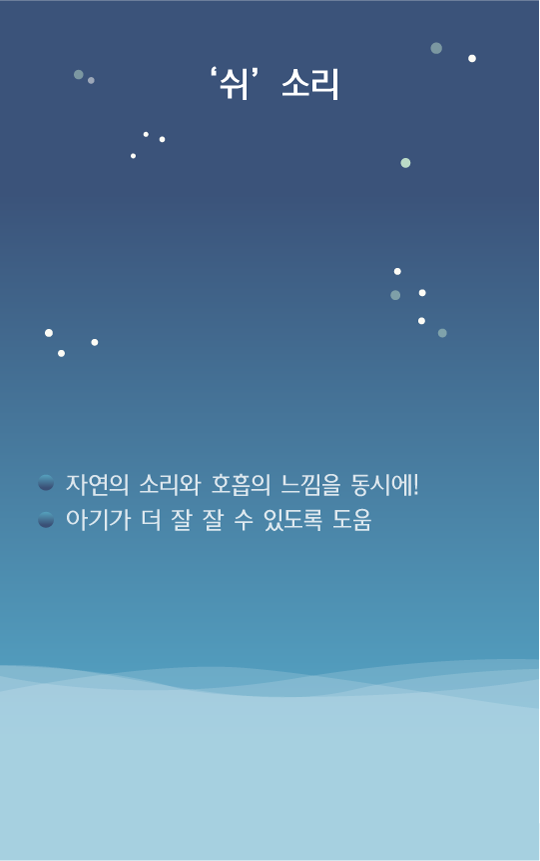 ‘쉬’ 소리
자연의 소리와 호흡의 느낌을 동시에!
아기가 더 잘 잘 수 있도록 도움